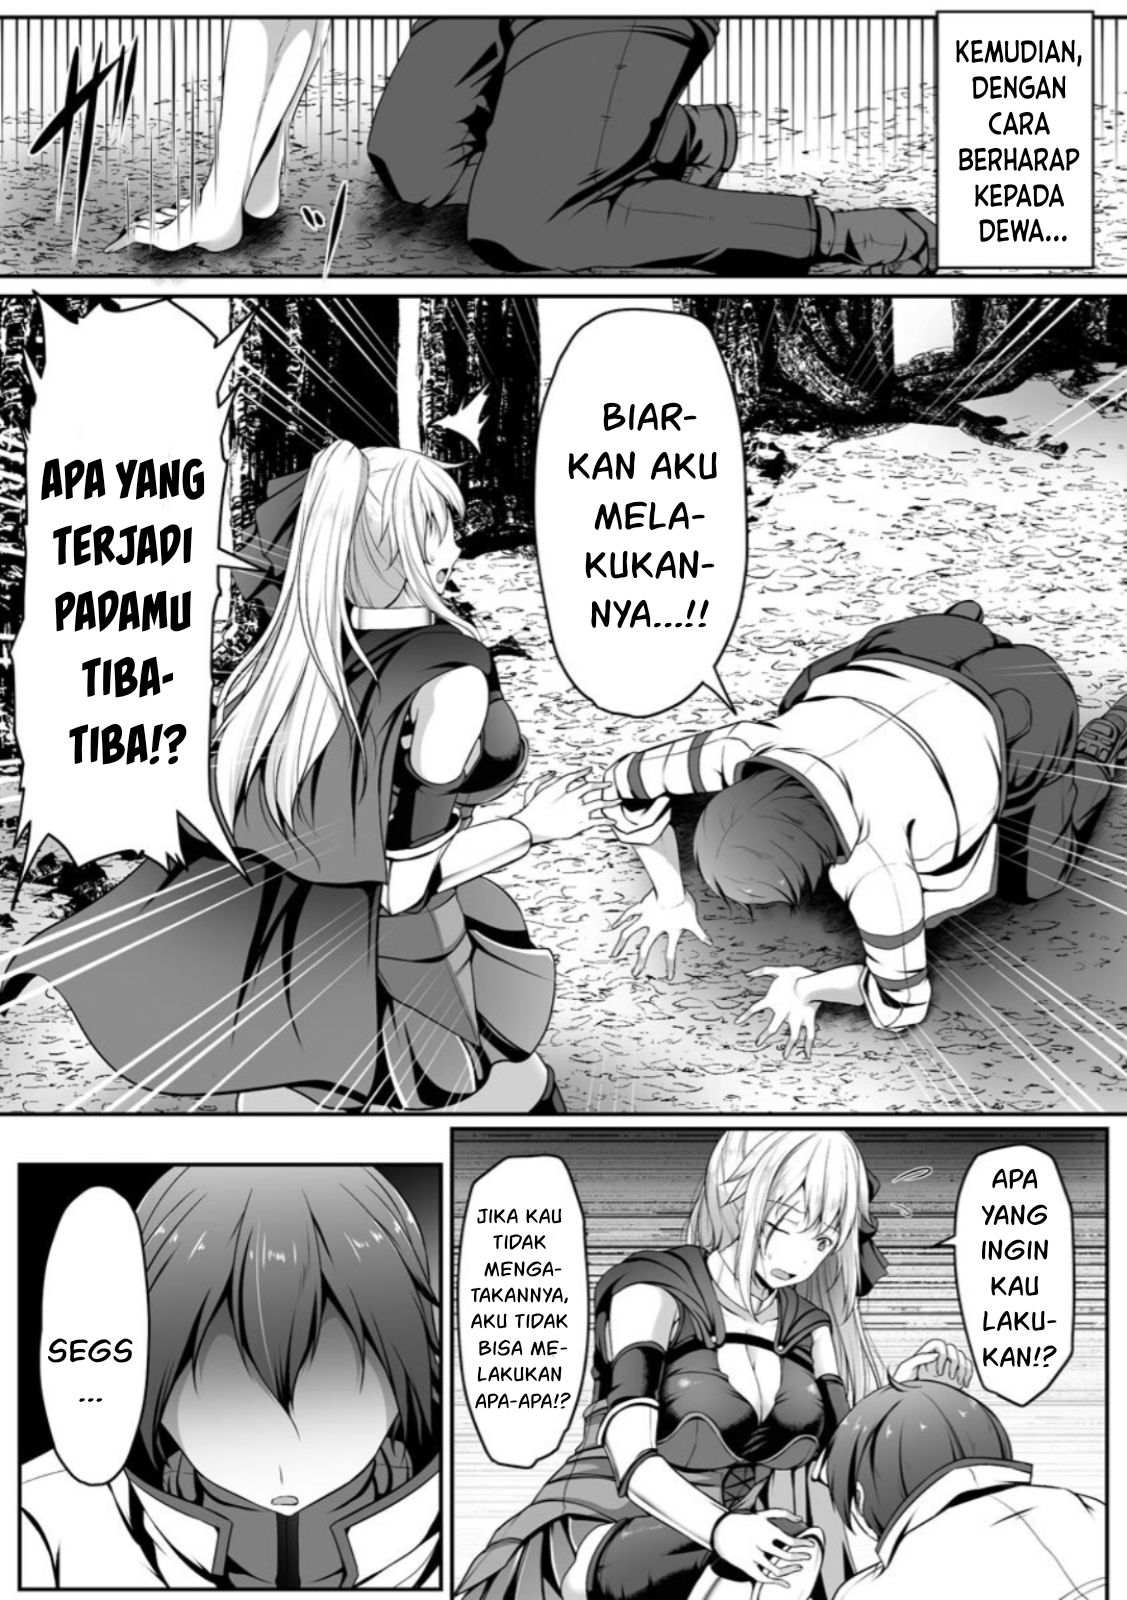 KEMUDIAN,
DENGAN
CARA
BERHARAP
KEPADA
DEWA...
BIAR-
KAN AKU
MELA-
KUKAN-
NYA...!!
APA YANG
TERJADI
PADAMU
TIBA-
TIBA!?
APA
YANG
INGIN
KAU
LAKU-
KAN!?
JIKA KAU
TIDAK
MENGA-
TAKANNYA,
AKU TIDAK
BISA ME-
LAKUKAN
APA-APA!?
SEGS
...